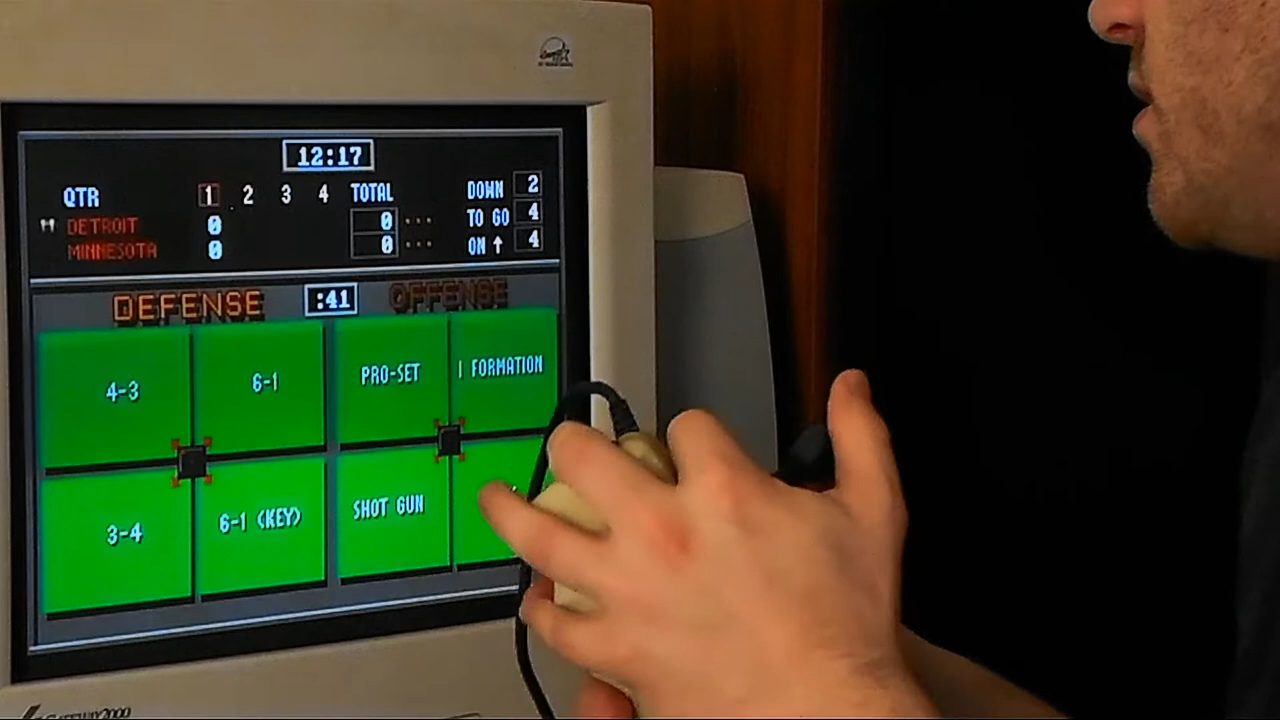 12:17
QTR 1 2 3 4 TOTAL DOWN 2
DETROIT 0 0 TO GO 4
MINNESOTA 0 0 ON ↑ 4
DEFENSE :41 OFFENSE
4-3 6-1 PRO-SET I FORMATION
3-4 6-1 (KEY) SHOT GUN
GATEWAY2000